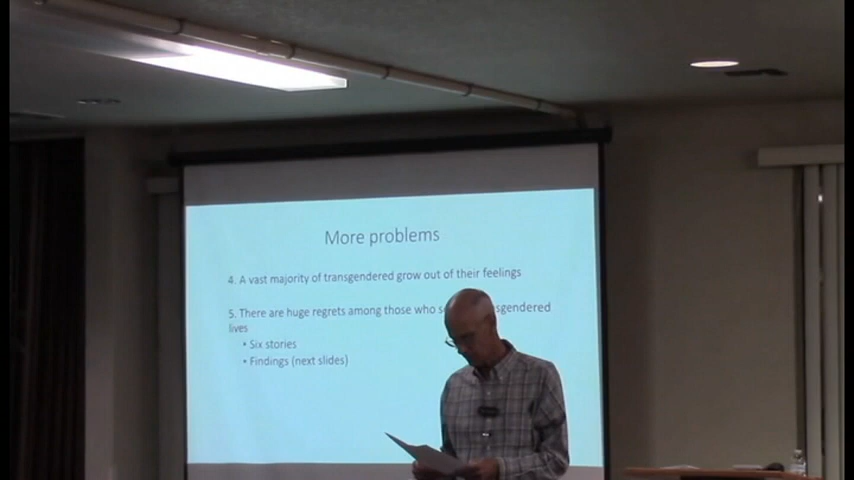 More problems
4. A vast majority of transgendered grow out of their feelings
5. There are huge regrets among those who
lives
• Six stories
• Findings (next slides)